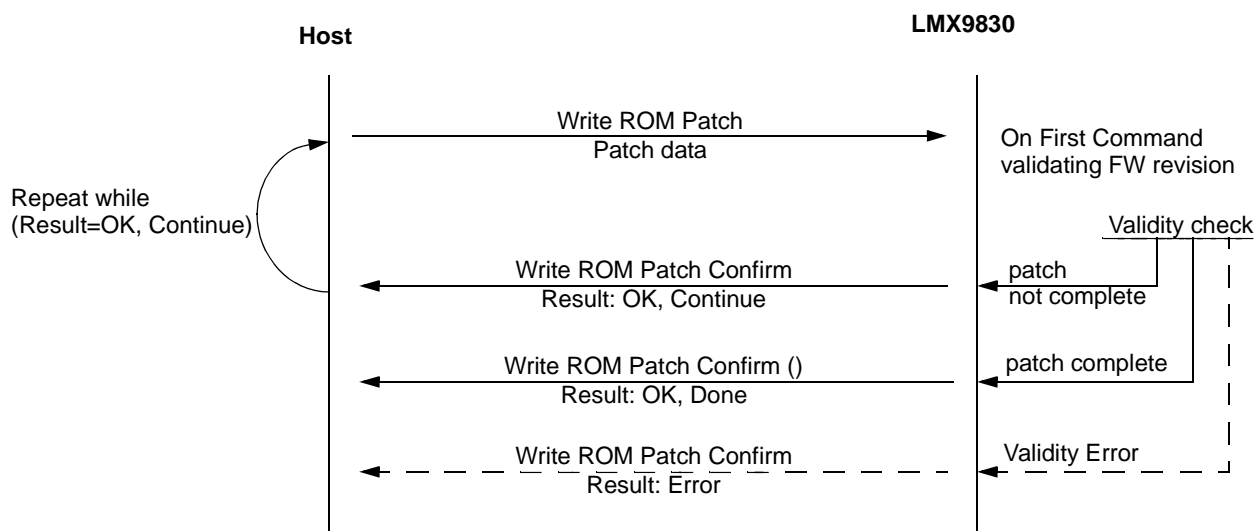 Host
LMX9830
Write ROM Patch
Patch data
On First Command
validating FW revision
Repeat while
(Result=OK, Continue)
Validity check
Write ROM Patch Confirm
Result: OK, Continue
patch
not complete
Write ROM Patch Confirm ()
Result: OK, Done
patch complete
Write ROM Patch Confirm
Result: Error
Validity Error